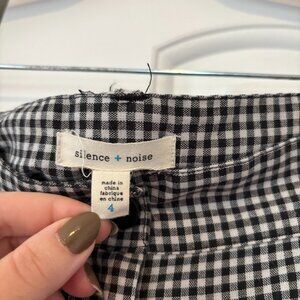 silence + noise
made in
china
fabriqué
en chine
4